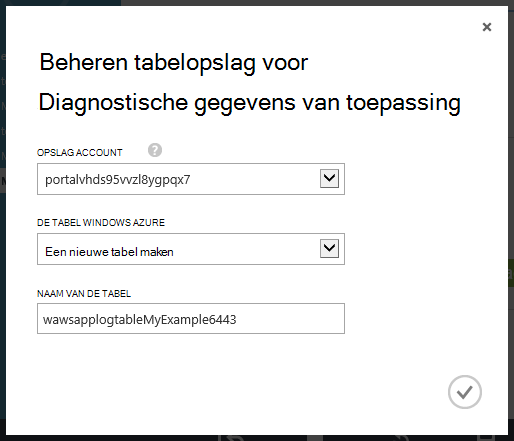 Beheren tabelopslag voor
Diagnostische gegevens van toepassing
OPSLAG ACCOUNT ?
portalvhds95vvzl8ygpqx7
DE TABEL WINDOWS AZURE
Een nieuwe tabel maken
NAAM VAN DE TABEL
wawsapplogtableMyExample6443